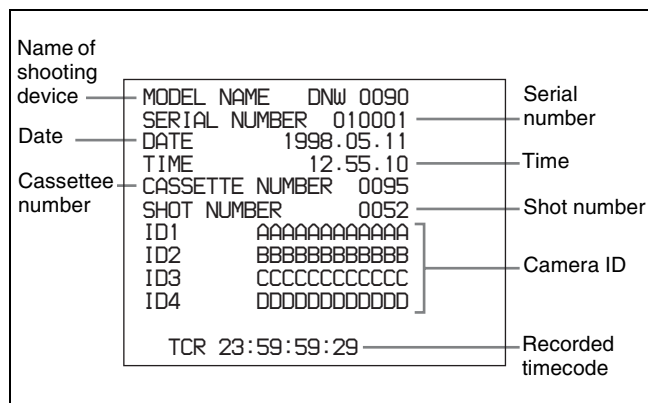 Name of
shooting
device
MODEL NAME DNW 0090
Serial
number
SERIAL NUMBER 010001
Date
DATE 1998.05.11
TIME 12.55.10
Time
Cassettee
number
CASSETTE NUMBER 0095
SHOT NUMBER 0052
Shot number
ID1 AAAAAAAAAAAA
ID2 BBBBBBBBBBBB
ID3 CCCCCCCCCCCC
ID4 DDDDDDDDDDDD
Camera ID
TCR 23:59:59:29
Recorded
timecode